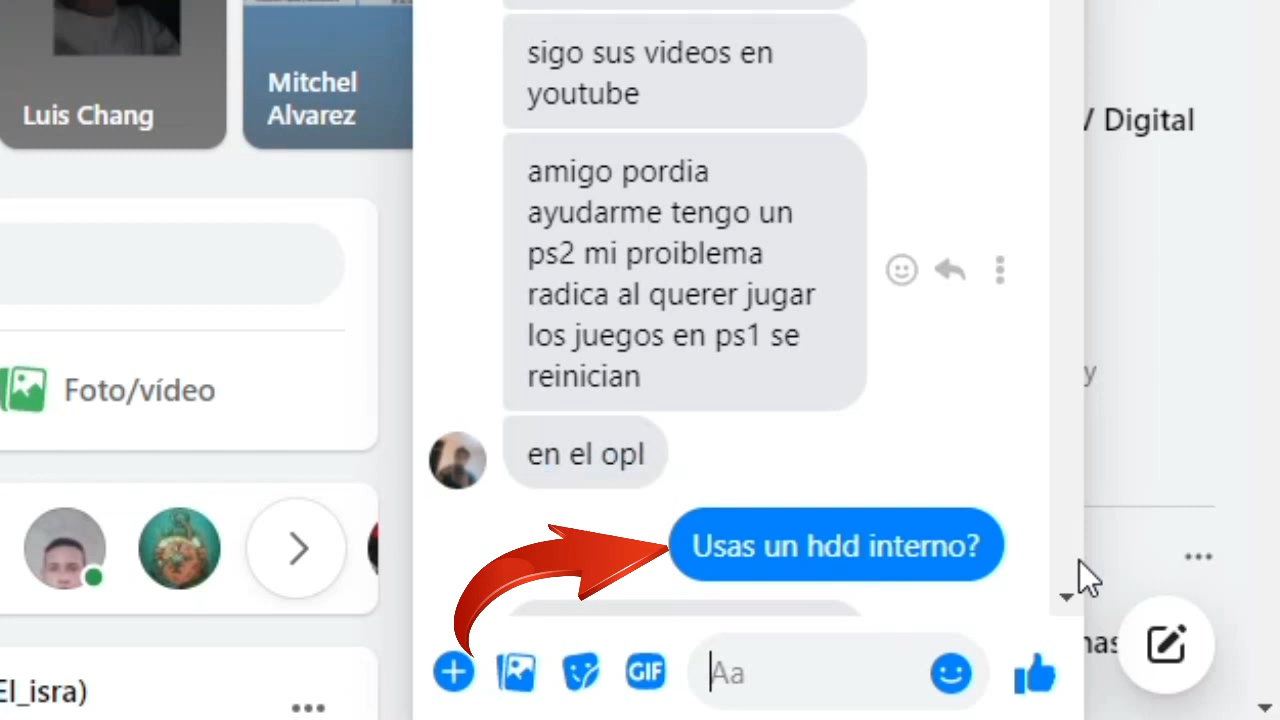 Luis Chang
Mitchel
Alvarez
sigo sus videos en
youtube
/ Digital
amigo pordia
ayudarme tengo un
ps2 mi proiblema
radica al querer jugar
los juegos en ps1 se
reinician
Foto/vídeo
y
en el opl
Usas un hdd interno?
El_isra)
GIF
Aa